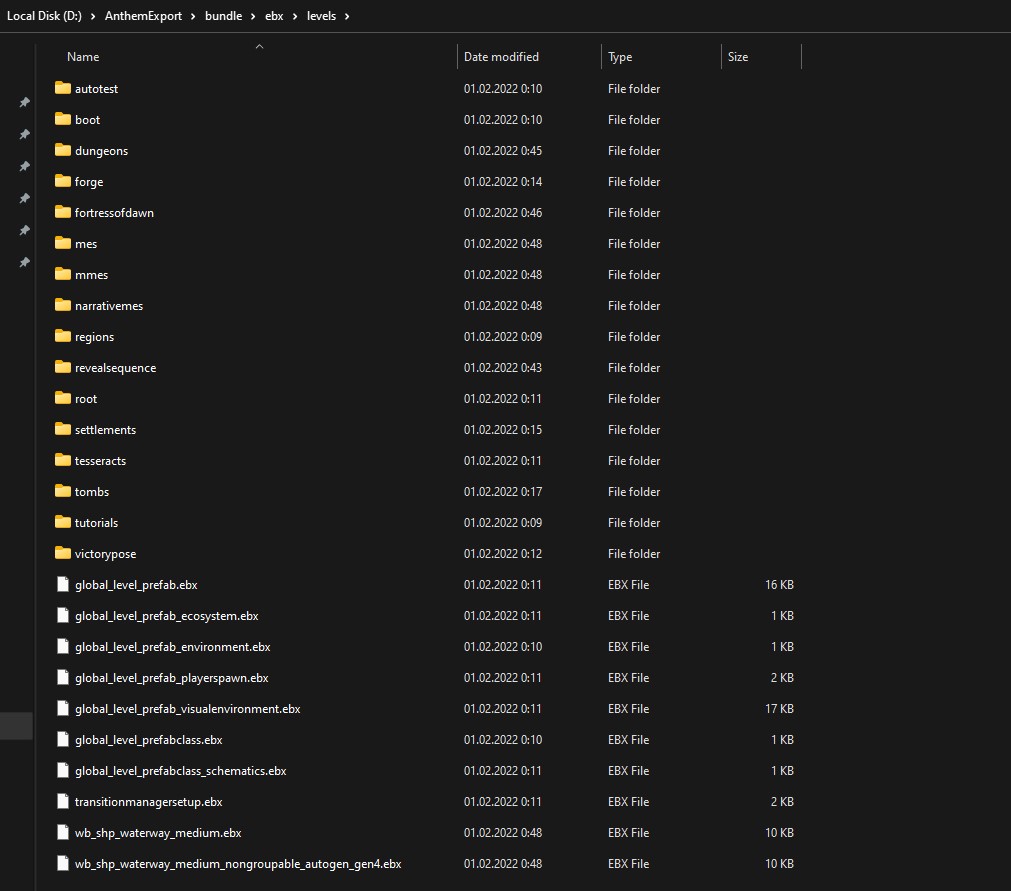 Local Disk (D:) > AnthemExport > bundle > ebx > levels >
Name Date modified Type Size
autotest 01.02.2022 0:10 File folder
boot 01.02.2022 0:10 File folder
dungeons 01.02.2022 0:45 File folder
forge 01.02.2022 0:14 File folder
fortressofdawn 01.02.2022 0:46 File folder
mes 01.02.2022 0:48 File folder
mmes 01.02.2022 0:48 File folder
narrativemes 01.02.2022 0:48 File folder
regions 01.02.2022 0:09 File folder
revealsequence 01.02.2022 0:43 File folder
root 01.02.2022 0:11 File folder
settlements 01.02.2022 0:15 File folder
tesseracts 01.02.2022 0:11 File folder
tombs 01.02.2022 0:17 File folder
tutorials 01.02.2022 0:09 File folder
victorypose 01.02.2022 0:12 File folder
global_level_prefab.ebx 01.02.2022 0:11 EBX File 16 KB
global_level_prefab_ecosystem.ebx 01.02.2022 0:11 EBX File 1 KB
global_level_prefab_environment.ebx 01.02.2022 0:10 EBX File 1 KB
global_level_prefab_playerspawn.ebx 01.02.2022 0:11 EBX File 2 KB
global_level_prefab_visualenvironment.ebx 01.02.2022 0:11 EBX File 17 KB
global_level_prefabclass.ebx 01.02.2022 0:10 EBX File 1 KB
global_level_prefabclass_schematics.ebx 01.02.2022 0:11 EBX File 1 KB
transitionmanagersetup.ebx 01.02.2022 0:11 EBX File 2 KB
wb_shp_waterway_medium.ebx 01.02.2022 0:48 EBX File 10 KB
wb_shp_waterway_medium_nongroupable_autogen_gen4.ebx 01.02.2022 0:48 EBX File 10 KB